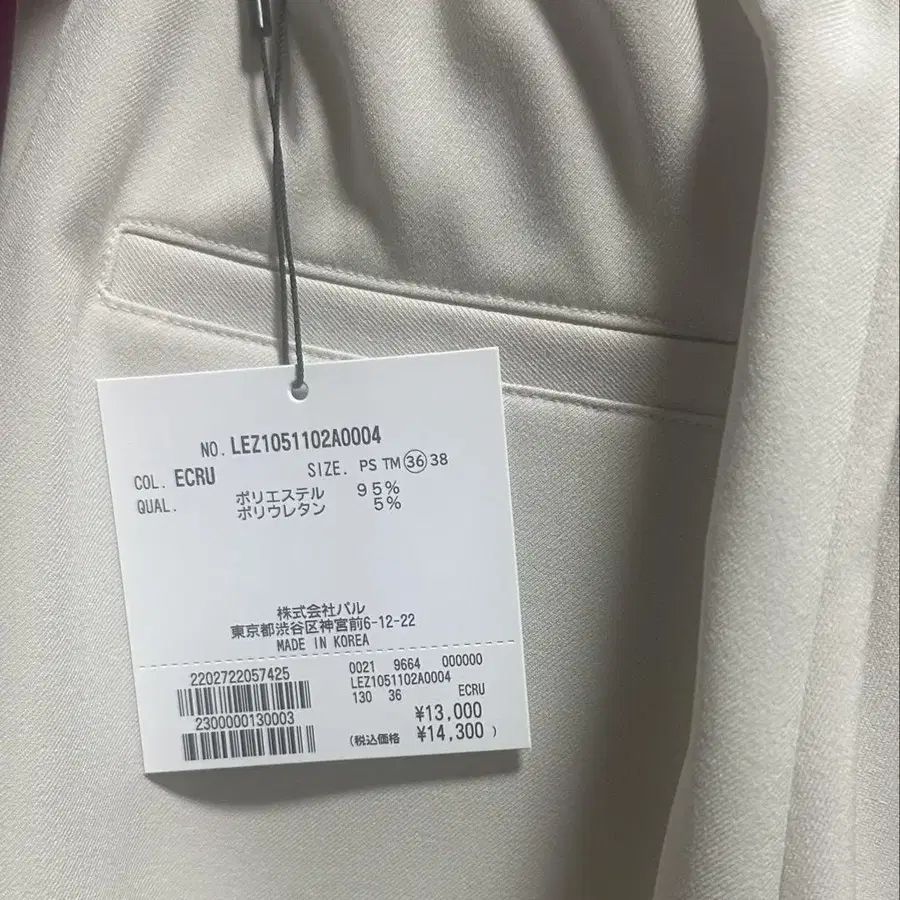 NO. LEZ1051102A0004
COL. ECRU SIZE. PS TM 36 38
QUAL. ポリエステル 95%
ポリウレタン 5%
株式会社パル
東京都渋谷区神宮前6-12-22
MADE IN KOREA
2202722057425
0021 9664 000000
LEZ1051102A0004
130 36 ECRU
2300000130003
¥13,000
(税込価格 ¥14,300 )